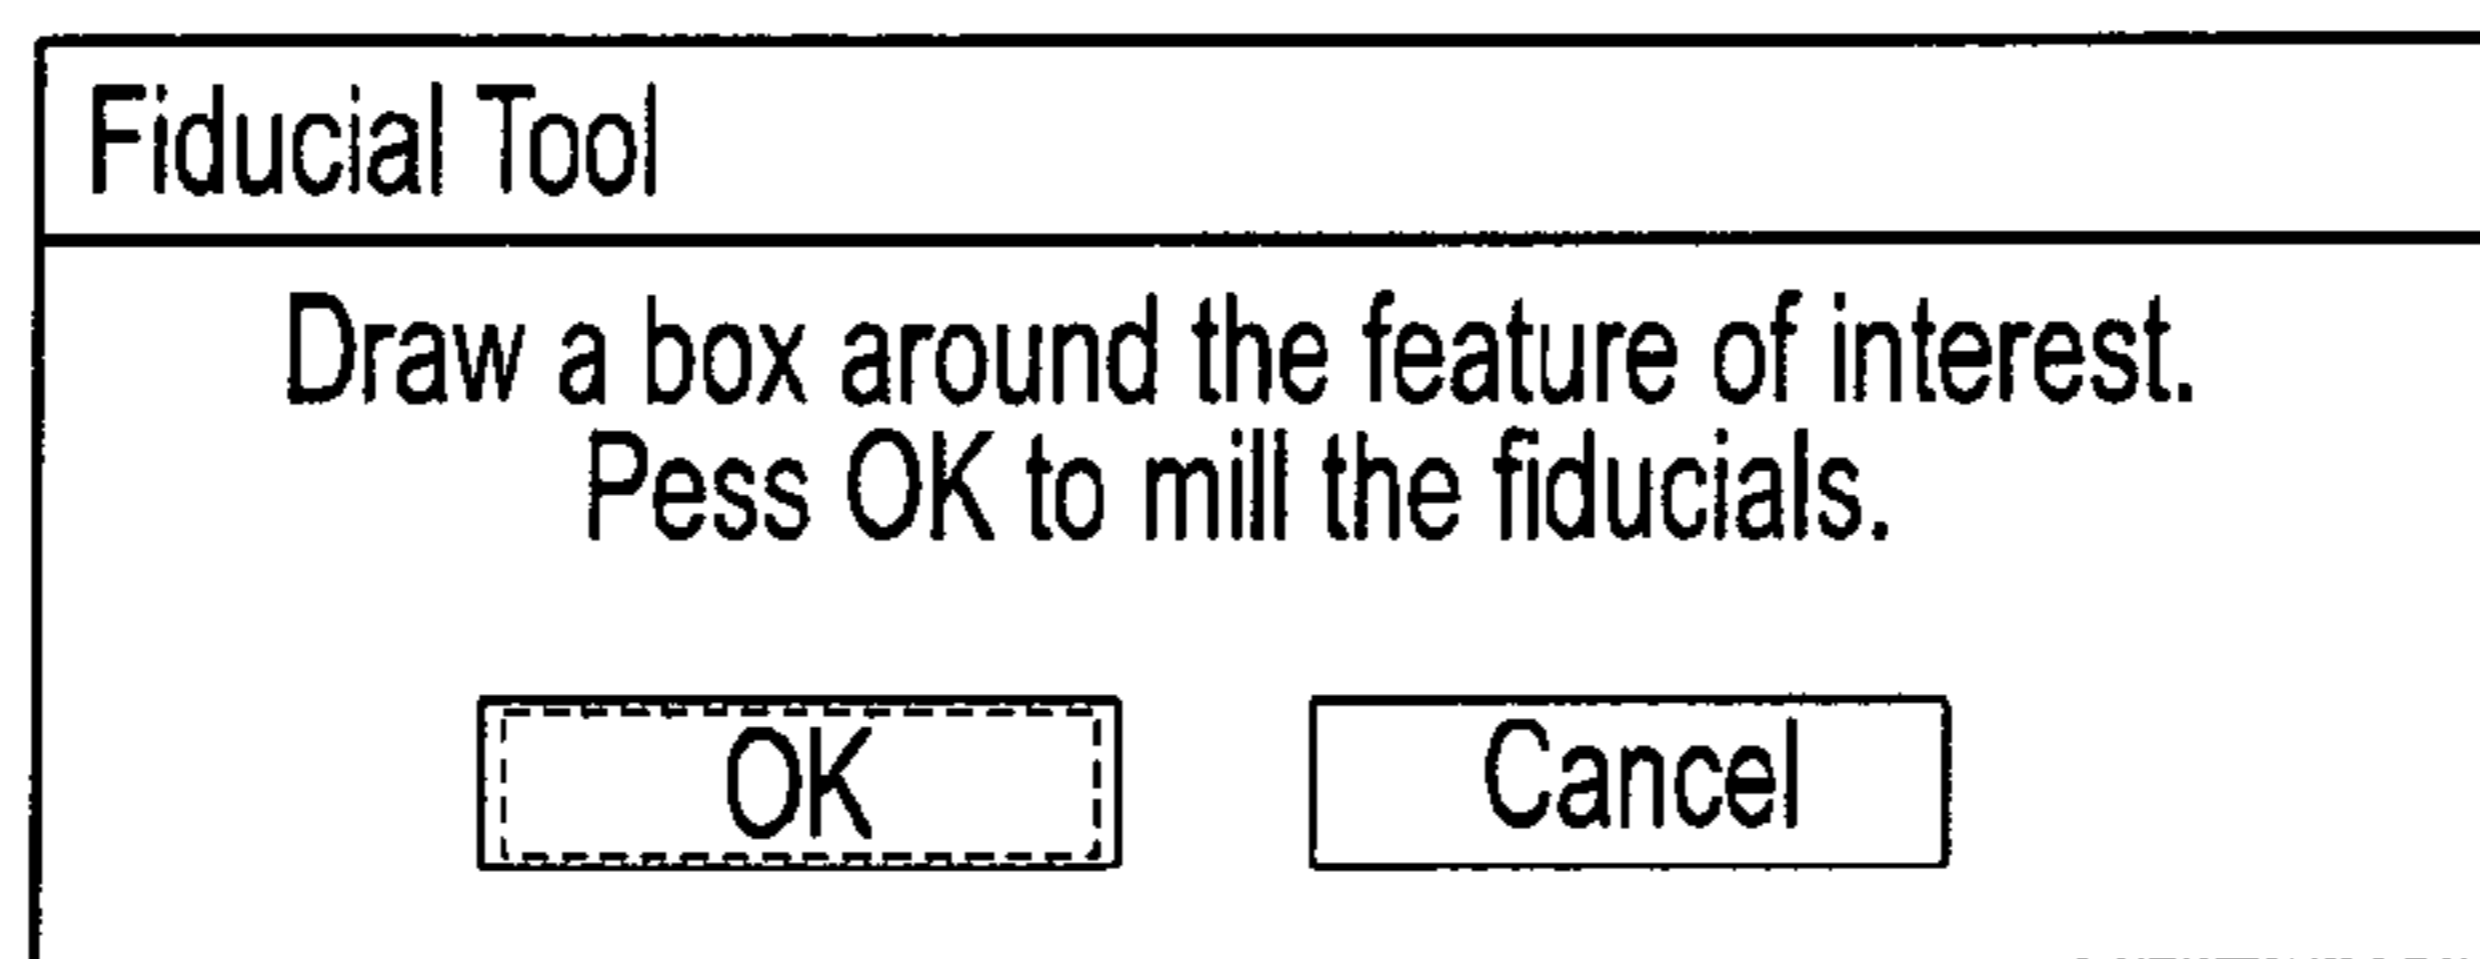 Fiducial Tool
Draw a box around the feature of interest.
Pess OK to mill the fiducials.
OK
Cancel